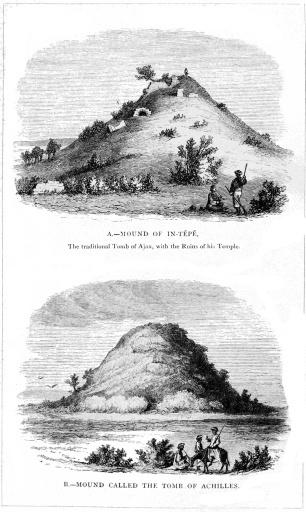 A.—MOUND OF IN-TÉPÉ,
The traditional Tomb of Ajax, with the Ruins of his Temple.
B.—MOUND CALLED THE TOMB OF ACHILLES.